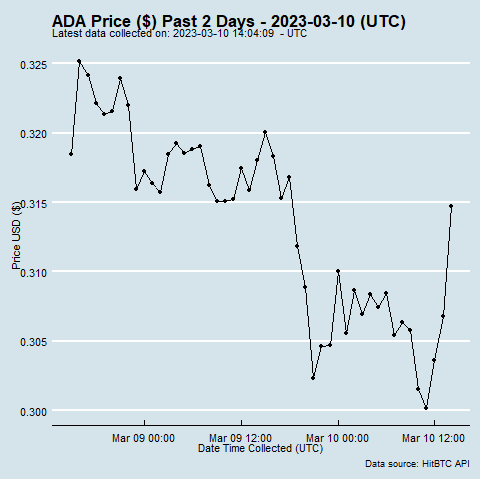 ADA Price ($) Past 2 Days - 2023-03-10 (UTC)
Latest data collected on: 2023-03-10 14:04:09  - UTC
0.325
0.320
0.315
0.310
0.305
0.300
Price USD ($)
Mar 09 00:00
Mar 09 12:00
Mar 10 00:00
Mar 10 12:00
Date Time Collected (UTC)
Data source: HitBTC API